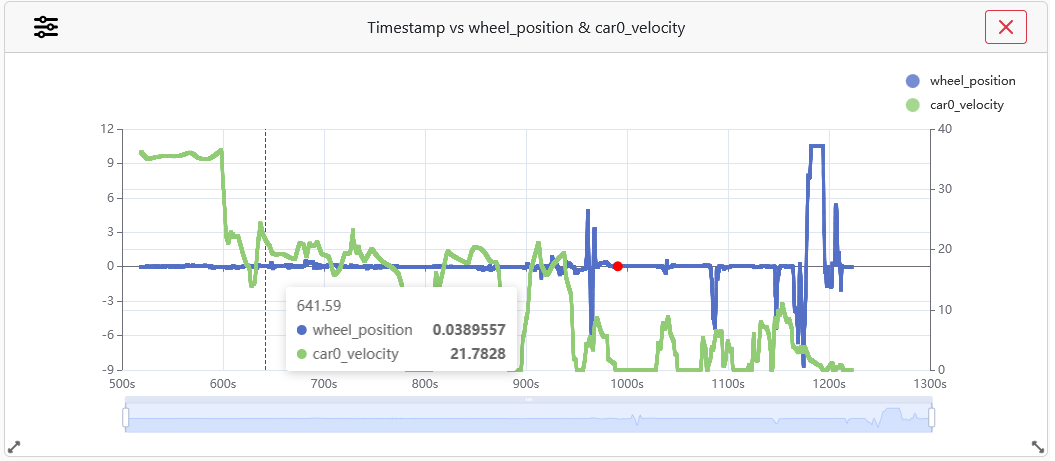 Timestamp vs wheel_position & car0_velocity
wheel_position
car0_velocity
12
40
9
30
6
3
20
0
-3
10
-6
-9
0
641.59
wheel_position 0.0389557
car0_velocity 21.7828
500s 600s 700s 800s 900s 1000s 1100s 1200s 1300s